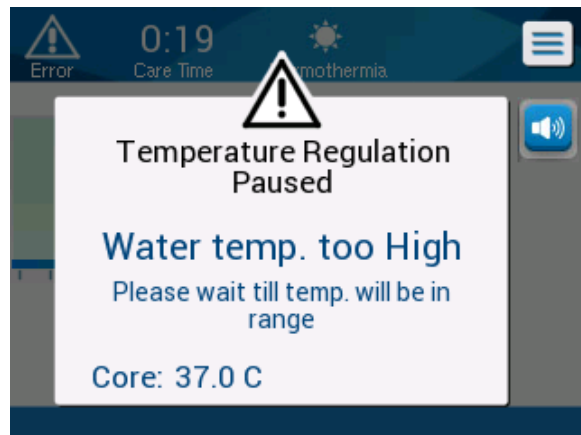 0:19
Error
Care Time
mothermia
Temperature Regulation
Paused
Water temp. too High
Please wait till temp. will be in
range
Core: 37.0 C